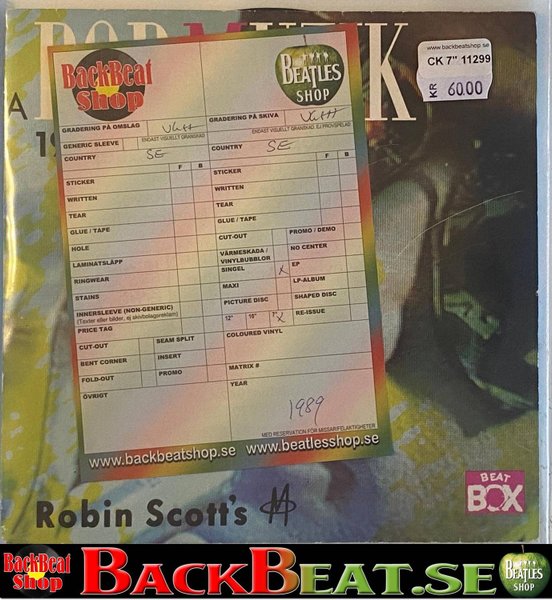 POP MUZIK
A
19
BackBeat Shop
BEATLES SHOP
www.backbeatshop.se
CK 7" 11299
KR 60.00
GRADERING PÅ OMSLAG
GENERIC SLEEVE
ENDAST VISUELLT GRANSKAD
COUNTRY SE
F B
STICKER
WRITTEN
TEAR
GLUE / TAPE
HOLE
LAMINATSLÄPP
RINGWEAR
STAINS
INNERSLEEVE (NON-GENERIC)
(Texter eller bilder, ej skivbolagsreklam)
PRICE TAG
CUT-OUT
SEAM SPLIT
BENT CORNER
INSERT
FOLD-OUT
PROMO
ÖVRIGT
GRADERING PÅ SKIVA
ENDAST VISUELLT GRANSKAD, EJ PROVSPELAD
COUNTRY SE
F B
STICKER
WRITTEN
TEAR
GLUE / TAPE
CUT-OUT
PROMO / DEMO
VÄRMESKADA / VINYLBUBBLOR
NO CENTER
SINGEL X
EP
MAXI
LP-ALBUM
PICTURE DISC
SHAPED DISC
12" 10" 7" X
RE-ISSUE
COLOURED VINYL
MATRIX #
YEAR
1989
MED RESERVATION FÖR MISSAR/FELAKTIGHETER
www.backbeatshop.se www.beatlesshop.se
Robin Scott's M
BEAT BOX
BackBeat Shop
BACKBEAT.SE
BEATLES SHOP